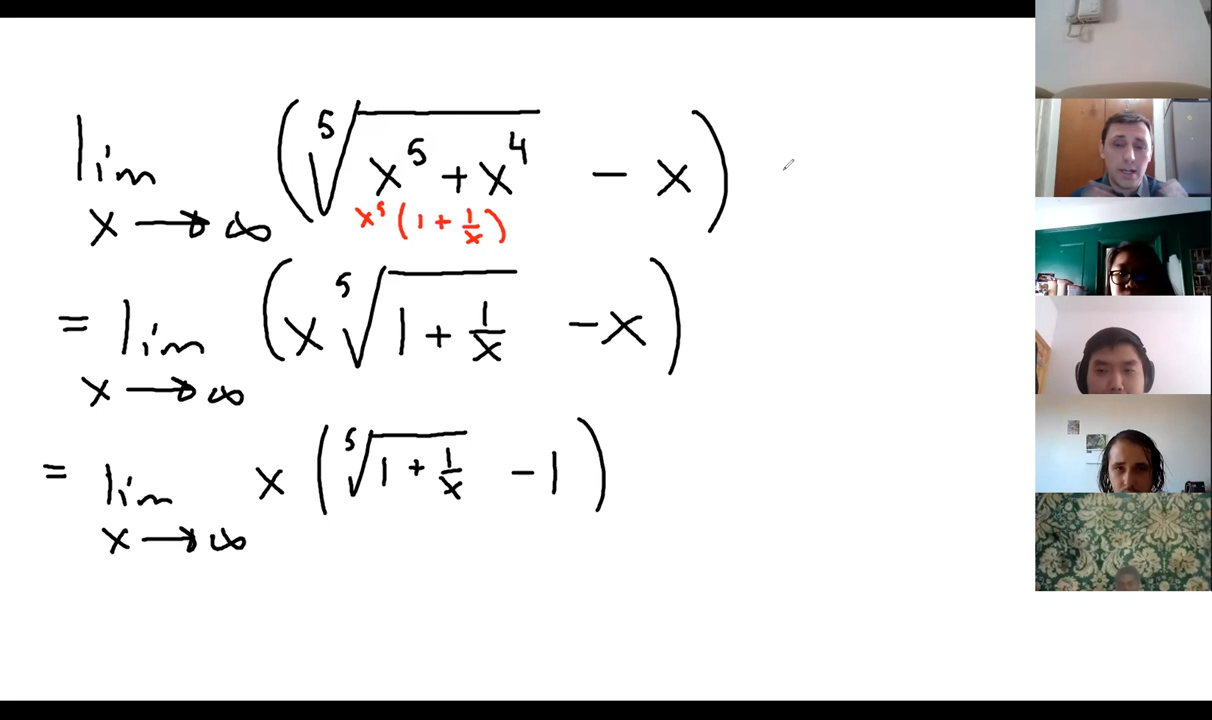 lim x→∞ (⁵√(x⁵ + x⁴) − x)
x⁵(1 + 1/x)
= lim x→∞ (x ⁵√(1 + 1/x) − x)
= lim x→∞ x (⁵√(1 + 1/x) − 1)